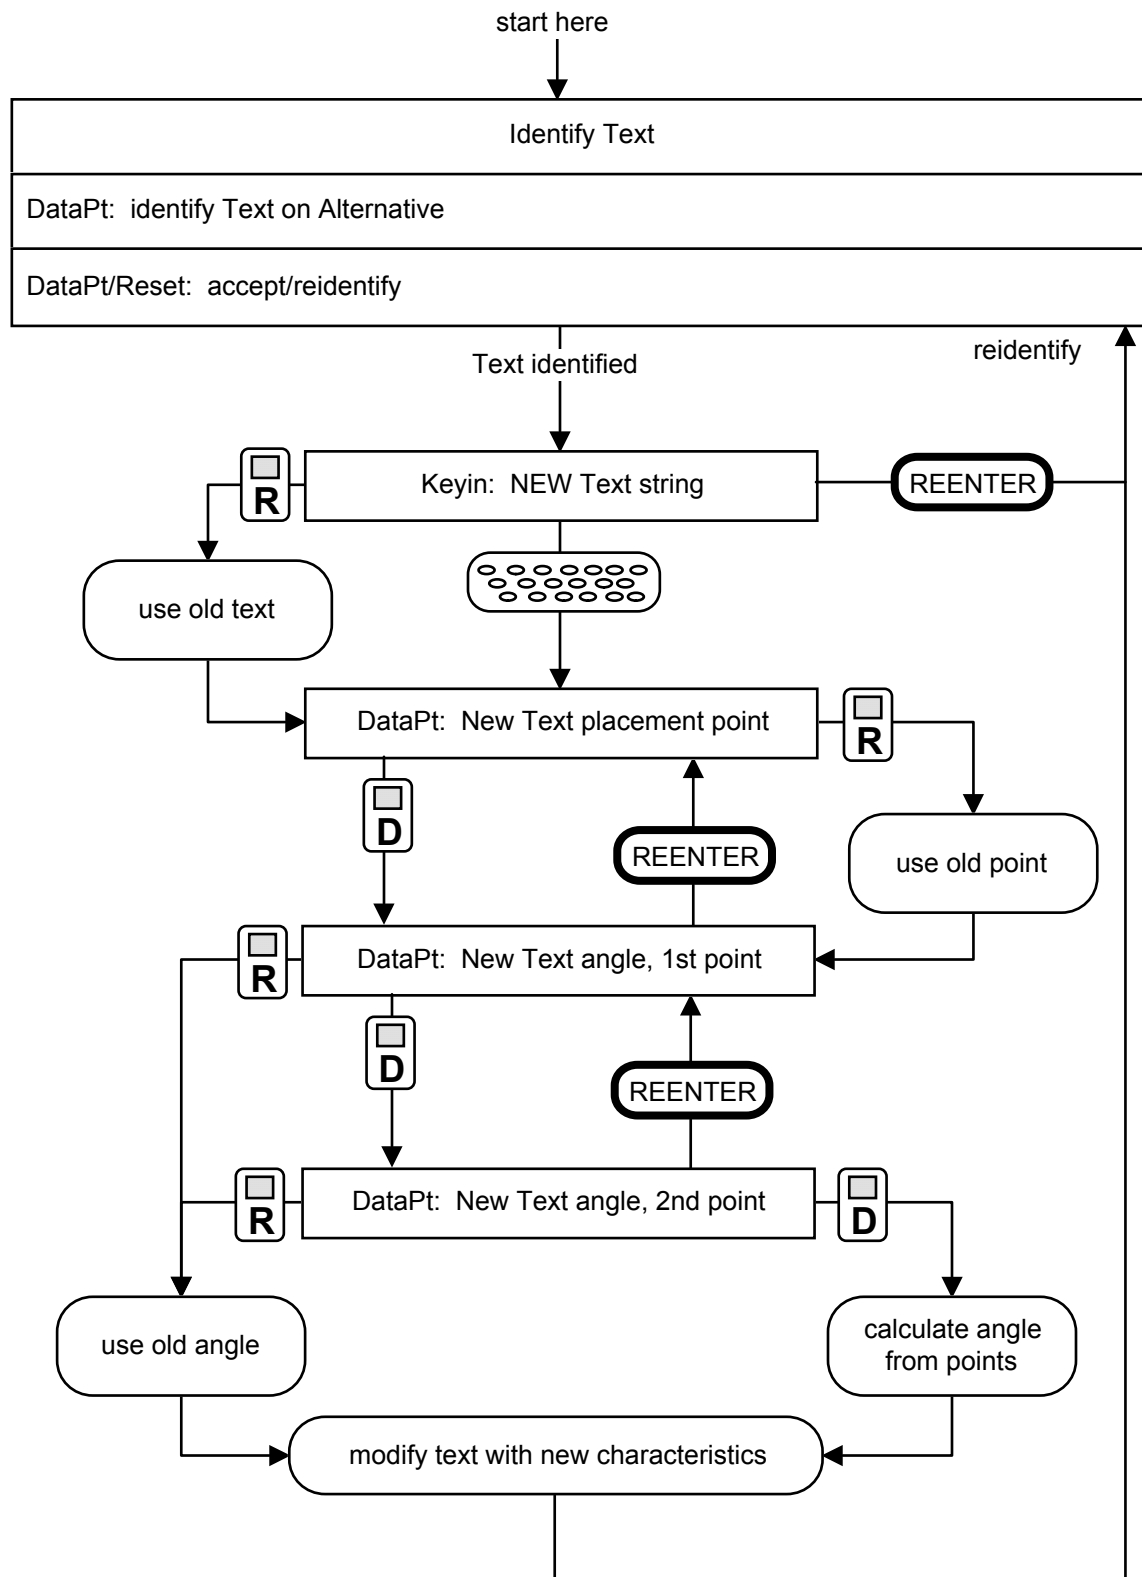 start here
Identify Text
DataPt:  identify Text on Alternative
DataPt/Reset:  accept/reidentify
Text identified
reidentify
R
Keyin:  NEW Text string
REENTER
use old text
DataPt:  New Text placement point
R
D
REENTER
use old point
R
DataPt:  New Text angle, 1st point
D
REENTER
R
DataPt:  New Text angle, 2nd point
D
use old angle
calculate angle
from points
modify text with new characteristics